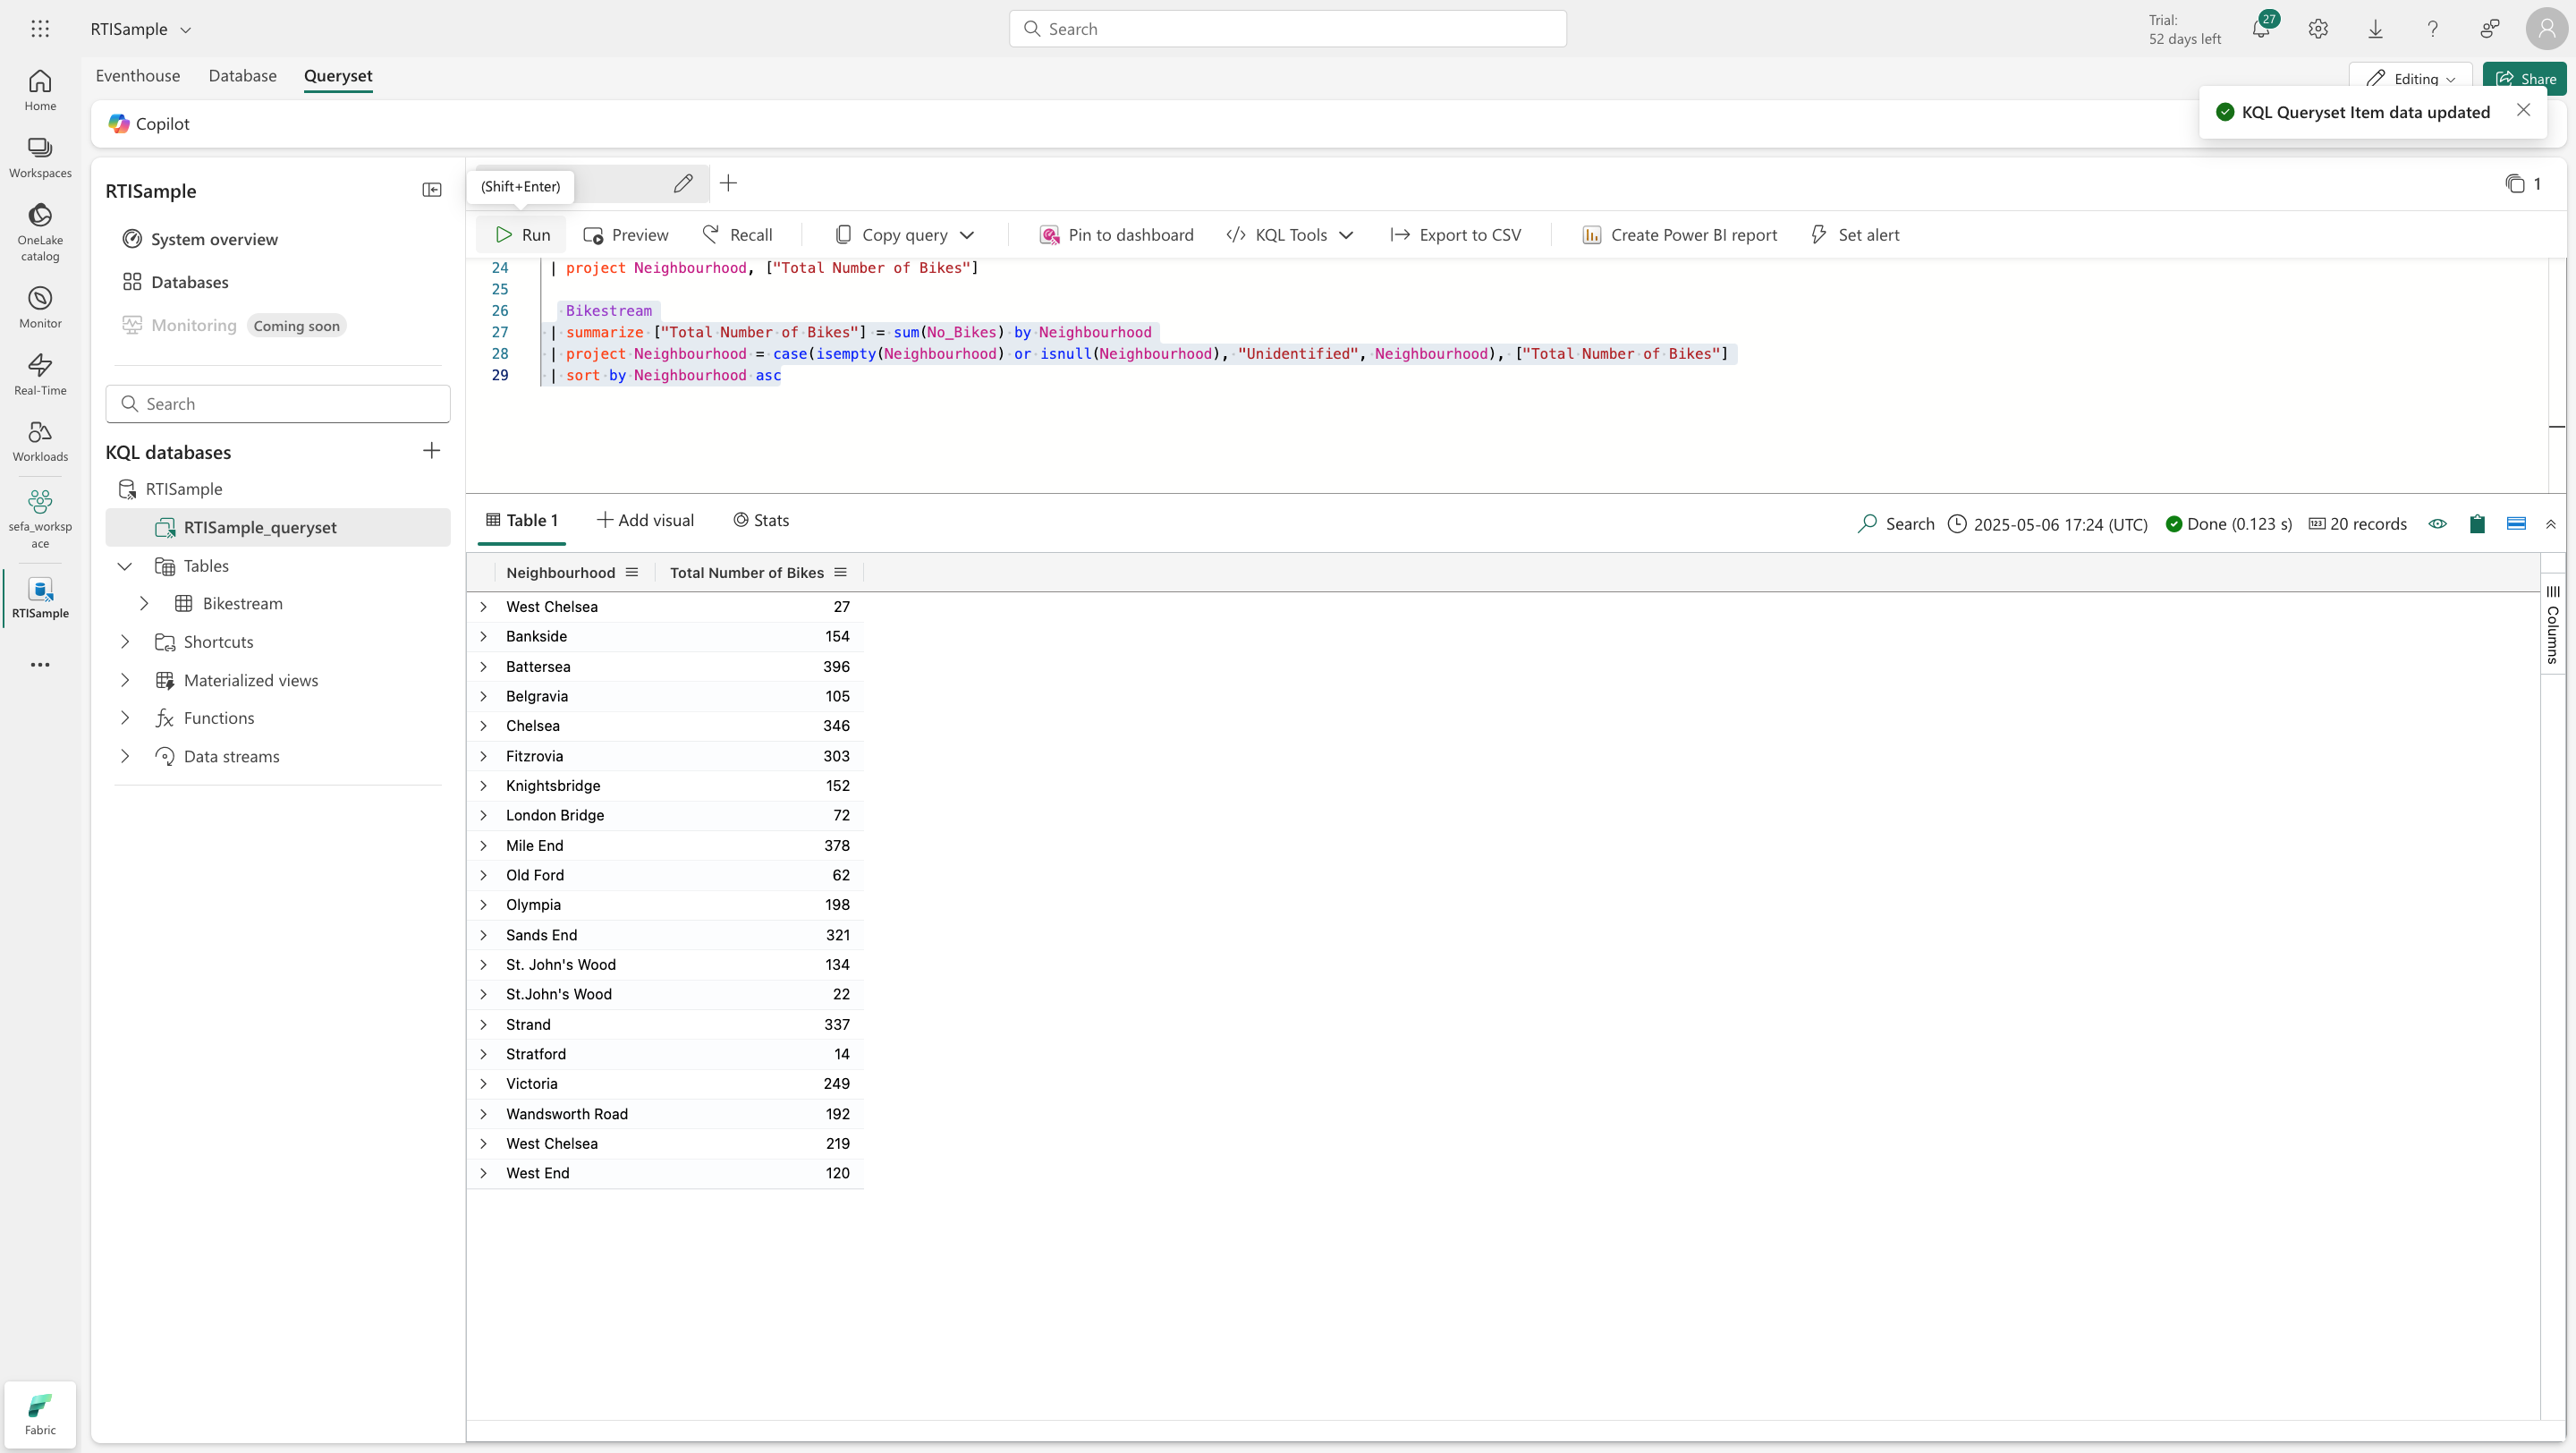 RTISample
Search
Trial:
52 days left
27
Home
Workspaces
OneLake
catalog
Monitor
Real-Time
Workloads
sefa_worksp
ace
RTISample
Fabric
Eventhouse Database Queryset
Editing
Share
Copilot
KQL Queryset Item data updated
RTISample
System overview
Databases
Monitoring Coming soon
Search
KQL databases
RTISample
RTISample_queryset
Tables
Bikestream
Shortcuts
Materialized views
Functions
Data streams
(Shift+Enter)
1
Run Preview Recall Copy query Pin to dashboard KQL Tools Export to CSV Create Power BI report Set alert
24 | project Neighbourhood, ["Total Number of Bikes"]
25
26 Bikestream
27 | summarize ["Total Number of Bikes"] = sum(No_Bikes) by Neighbourhood
28 | project Neighbourhood = case(isempty(Neighbourhood) or isnull(Neighbourhood), "Unidentified", Neighbourhood), ["Total Number of Bikes"]
29 | sort by Neighbourhood asc
Table 1 Add visual Stats Search 2025-05-06 17:24 (UTC) Done (0.123 s) 20 records
Neighbourhood Total Number of Bikes
West Chelsea 27
Bankside 154
Battersea 396
Belgravia 105
Chelsea 346
Fitzrovia 303
Knightsbridge 152
London Bridge 72
Mile End 378
Old Ford 62
Olympia 198
Sands End 321
St. John's Wood 134
St.John's Wood 22
Strand 337
Stratford 14
Victoria 249
Wandsworth Road 192
West Chelsea 219
West End 120
Columns